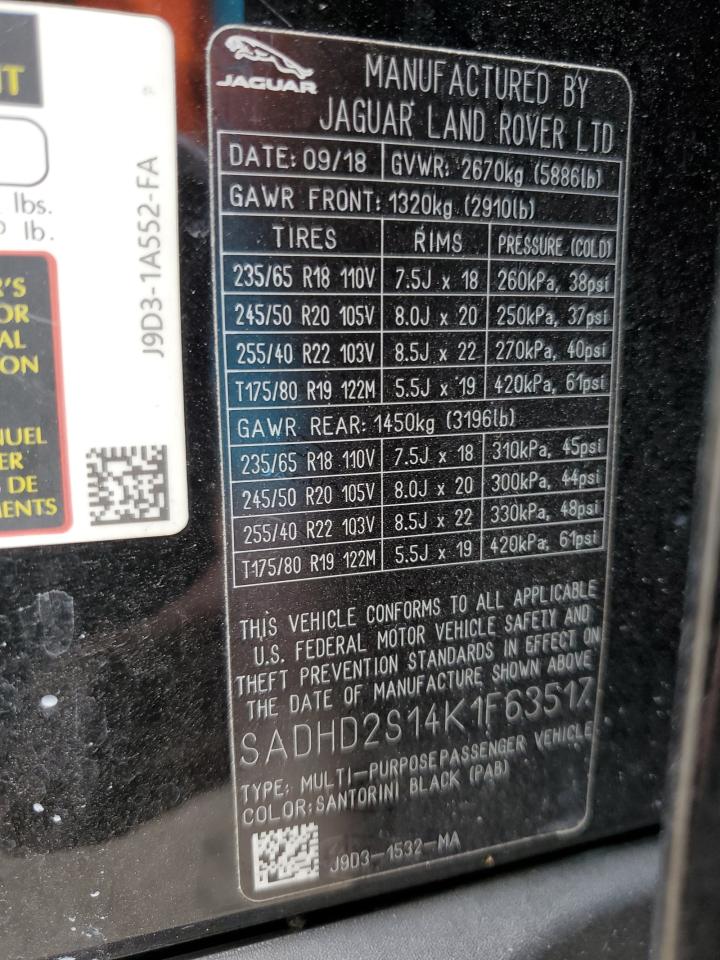 NT
lbs.
lb.
R'S
OR
AL
ON
NUEL
ER
DE
MENTS
J9D3-1A552-FA
JAGUAR
MANUFACTURED BY
JAGUAR LAND ROVER LTD
DATE: 09/18 GVWR: 2670kg (5886lb)
GAWR FRONT: 1320kg (2910lb)
TIRES RIMS PRESSURE (COLD)
235/65 R18 110V 7.5J x 18 260kPa, 38psi
245/50 R20 105V 8.0J x 20 250kPa, 37psi
255/40 R22 103V 8.5J x 22 270kPa, 40psi
T175/80 R19 122M 5.5J x 19 420kPa, 61psi
GAWR REAR: 1450kg (3196lb)
235/65 R18 110V 7.5J x 18 310kPa, 45psi
245/50 R20 105V 8.0J x 20 300kPa, 44psi
255/40 R22 103V 8.5J x 22 330kPa, 48psi
T175/80 R19 122M 5.5J x 19 420kPa, 61psi
THIS VEHICLE CONFORMS TO ALL APPLICABLE
U.S. FEDERAL MOTOR VEHICLE SAFETY AND
THEFT PREVENTION STANDARDS IN EFFECT ON
THE DATE OF MANUFACTURE SHOWN ABOVE
SADHD2S14K1F63517
TYPE: MULTI-PURPOSE PASSENGER VEHICLE
COLOR: SANTORINI BLACK (PAB)
J9D3-1532-MA